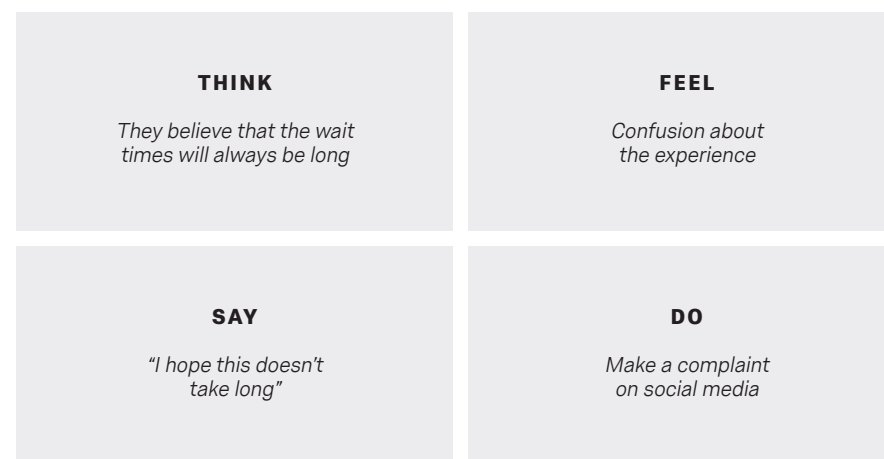 THINK
They believe that the wait
times will always be long
FEEL
Confusion about
the experience
SAY
“I hope this doesn’t
take long”
DO
Make a complaint
on social media